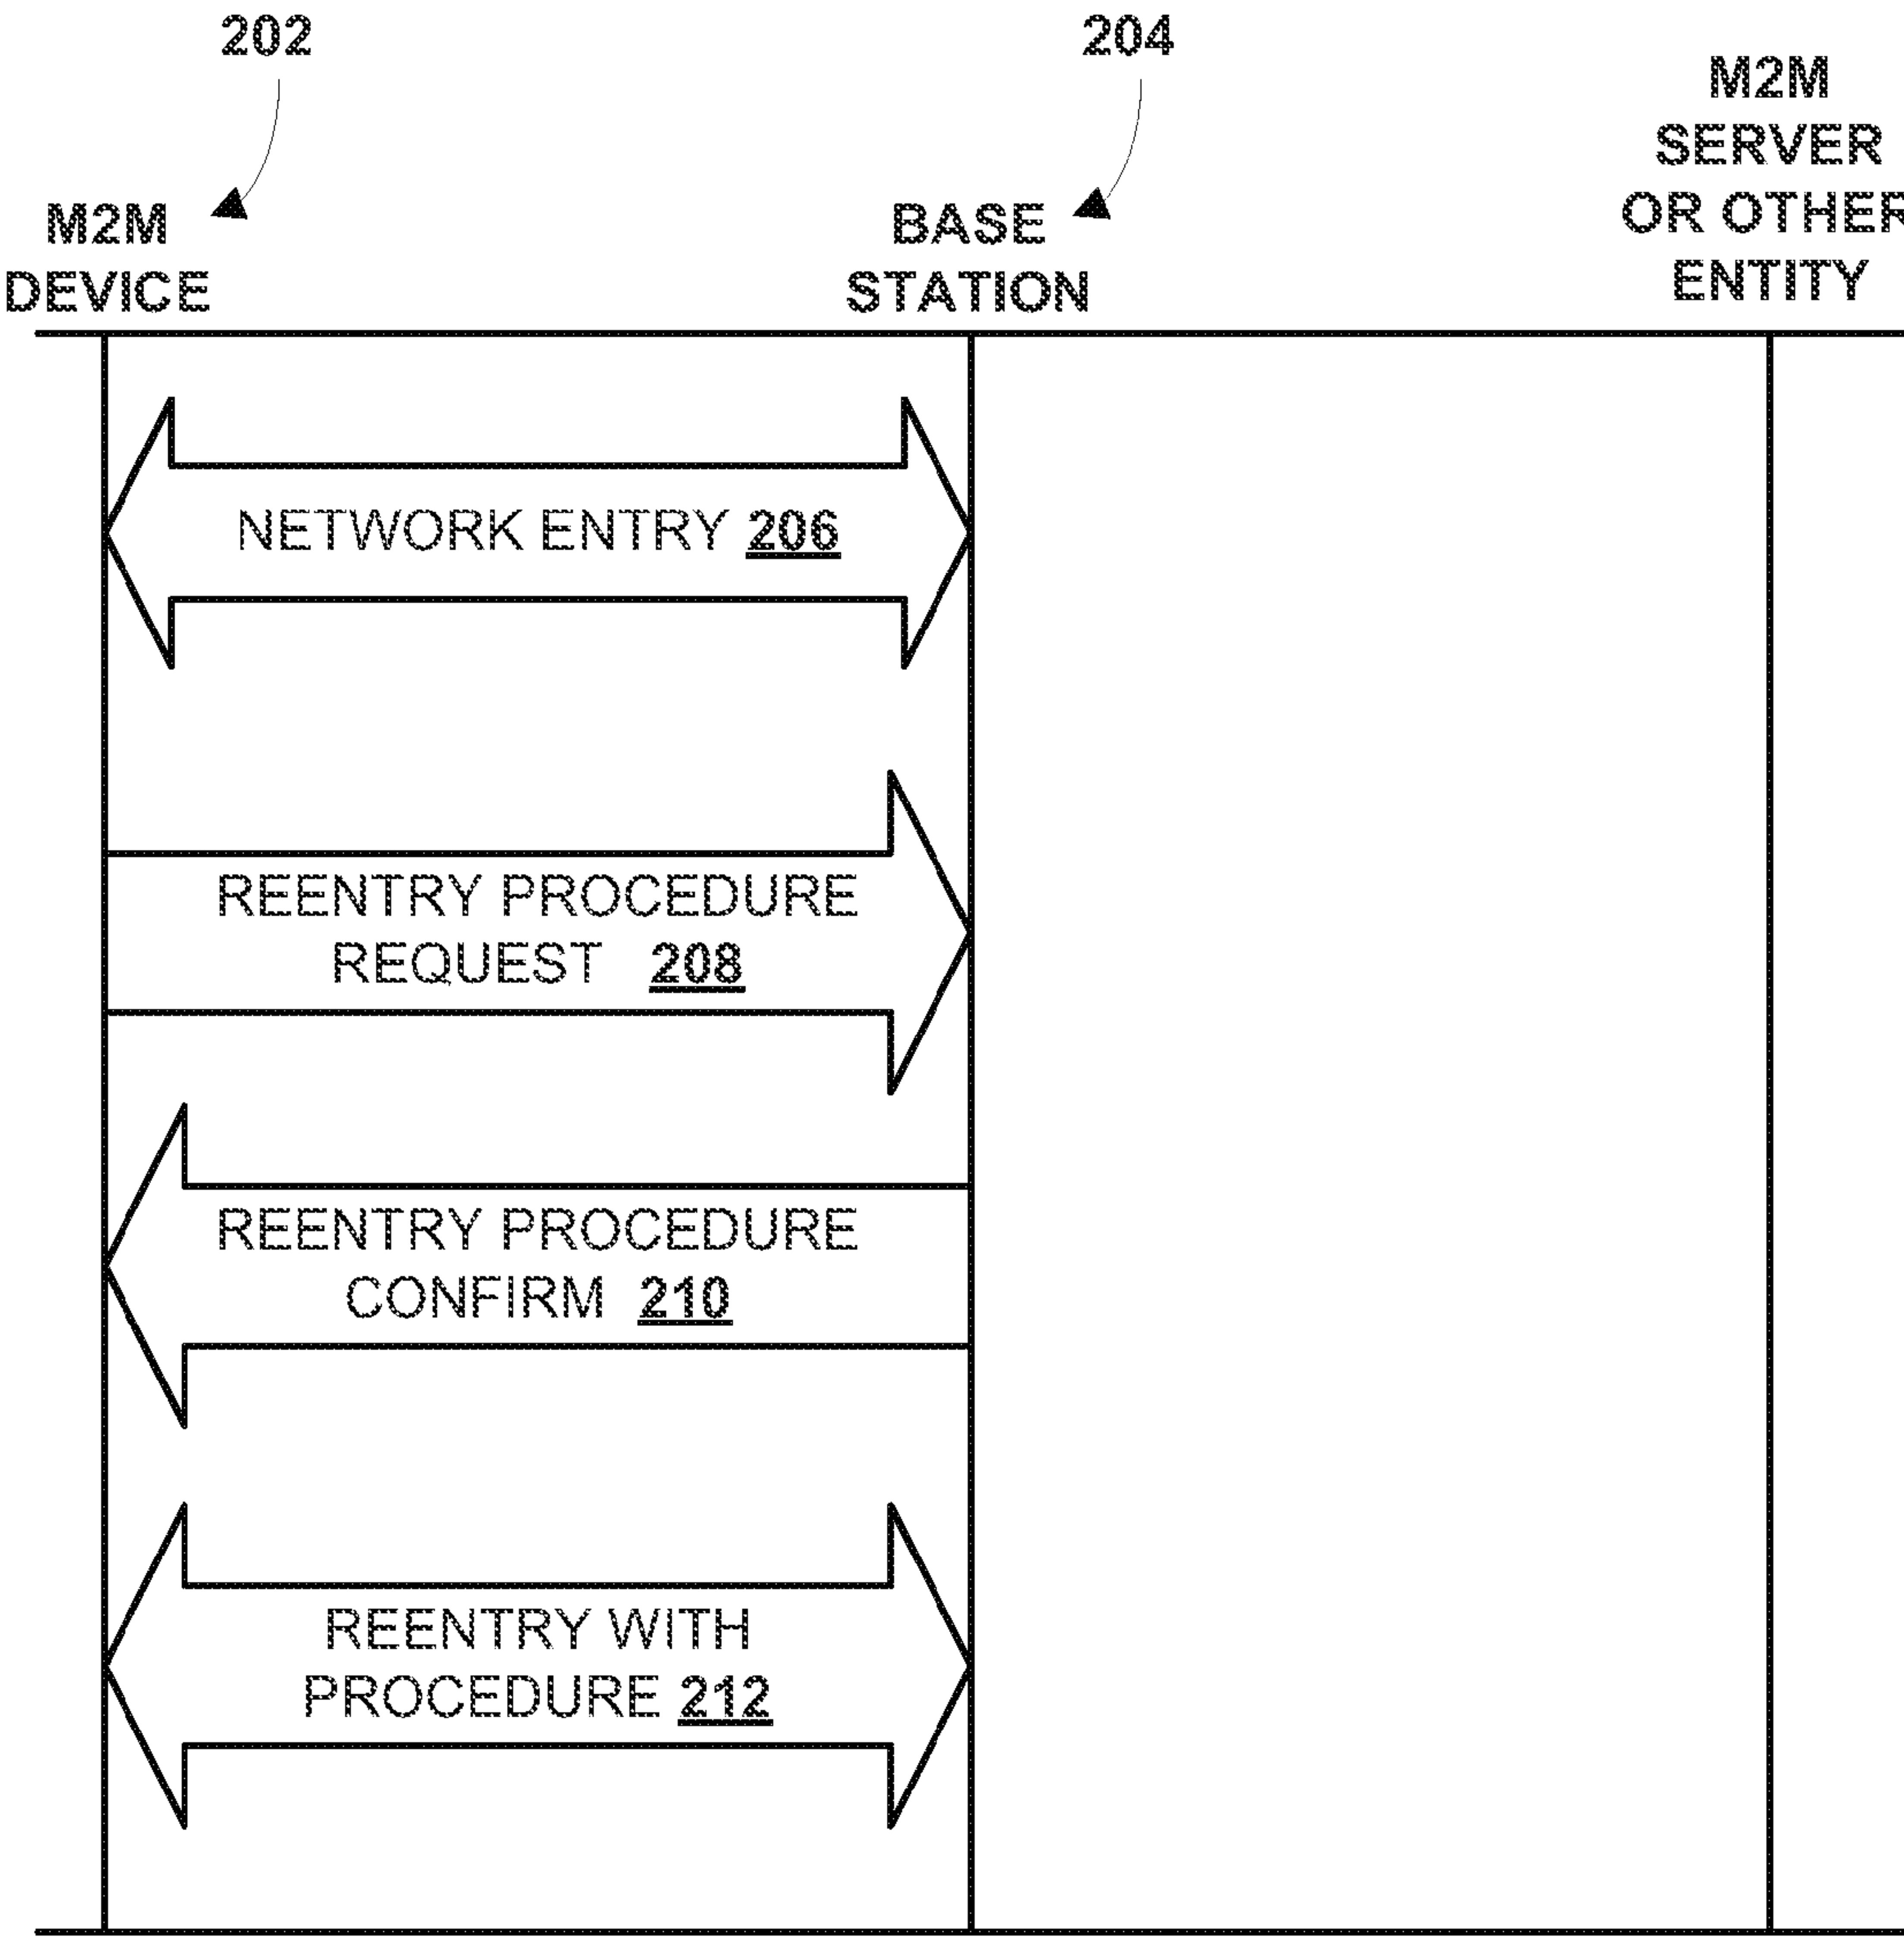 202
204
M2M
SERVER
OR OTHER
ENTITY
M2M
DEVICE
BASE
STATION
NETWORK ENTRY 206
REENTRY PROCEDURE
REQUEST 208
REENTRY PROCEDURE
CONFIRM 210
REENTRY WITH
PROCEDURE 212